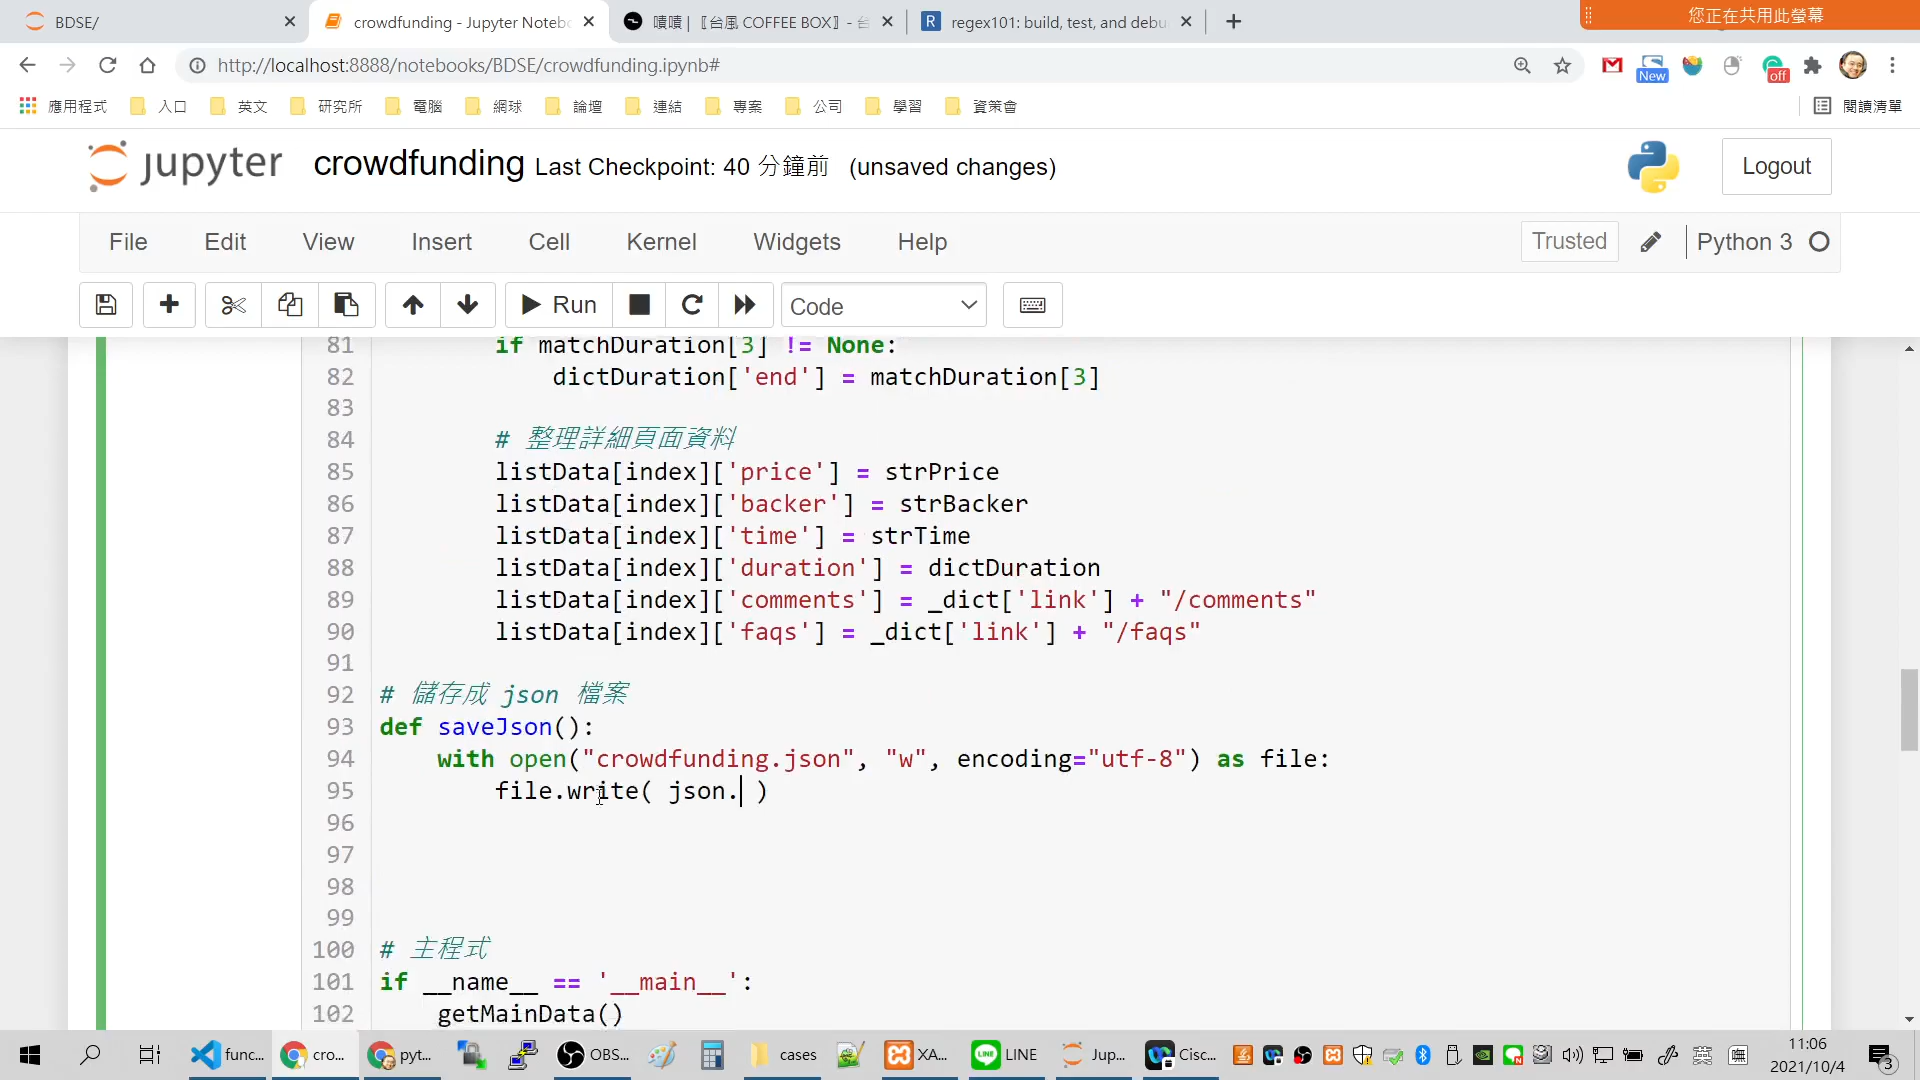 BDSE/
crowdfunding - Jupyter Notebo
嘖嘖 |〖台風 COFFEE BOX〗- 台
regex101: build, test, and debu
您正在共用此螢幕
http://localhost:8888/notebooks/BDSE/crowdfunding.ipynb#
New
off
應用程式 入口 英文 研究所 電腦 網球 論壇 連結 專案 公司 學習 資策會 閱讀清單
jupyter crowdfunding Last Checkpoint: 40 分鐘前 (unsaved changes)
Logout
File Edit View Insert Cell Kernel Widgets Help Trusted Python 3
Run Code
81 if matchDuration[3] != None:
82 dictDuration['end'] = matchDuration[3]
83
84 # 整理詳細頁面資料
85 listData[index]['price'] = strPrice
86 listData[index]['backer'] = strBacker
87 listData[index]['time'] = strTime
88 listData[index]['duration'] = dictDuration
89 listData[index]['comments'] = _dict['link'] + "/comments"
90 listData[index]['faqs'] = _dict['link'] + "/faqs"
91
92 # 儲存成 json 檔案
93 def saveJson():
94 with open("crowdfunding.json", "w", encoding="utf-8") as file:
95 file.write( json. )
96
97
98
99
100 # 主程式
101 if __name__ == '__main__':
102 getMainData()
func... cro... pyt... OBS... cases XA... LINE Jup... Cisc... 英
11:06
2021/10/4
3